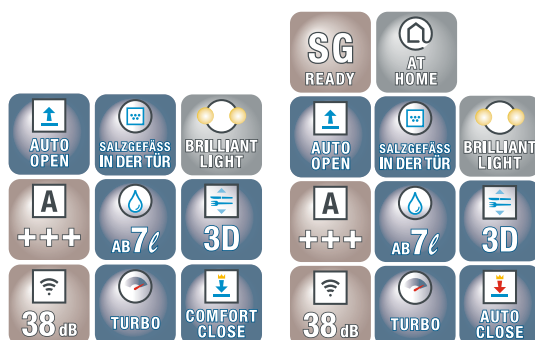 SG
READY
AT
HOME
AUTO
OPEN
SALZGEFÄSS
IN DER TÜR
BRILLIANT
LIGHT
AUTO
OPEN
SALZGEFÄSS
IN DER TÜR
BRILLIANT
LIGHT
A
+++
AB 7ℓ
3D
A
+++
AB 7ℓ
3D
38 dB
TURBO
COMFORT
CLOSE
38 dB
TURBO
AUTO
CLOSE